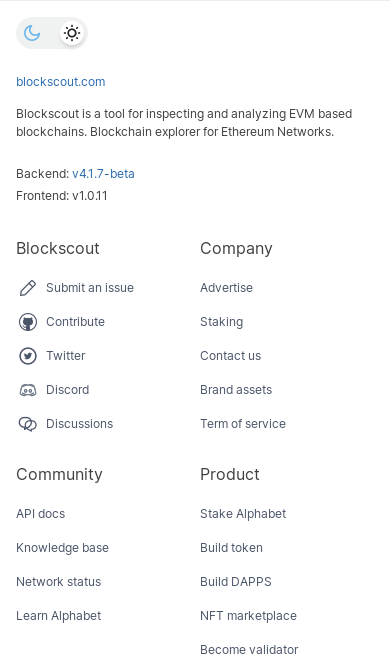 blockscout.com
Blockscout is a tool for inspecting and analyzing EVM based
blockchains. Blockchain explorer for Ethereum Networks.
Backend: v4.1.7-beta
Frontend: v1.0.11
Blockscout
Submit an issue
Contribute
Twitter
Discord
Discussions
Company
Advertise
Staking
Contact us
Brand assets
Term of service
Community
API docs
Knowledge base
Network status
Learn Alphabet
Product
Stake Alphabet
Build token
Build DAPPS
NFT marketplace
Become validator